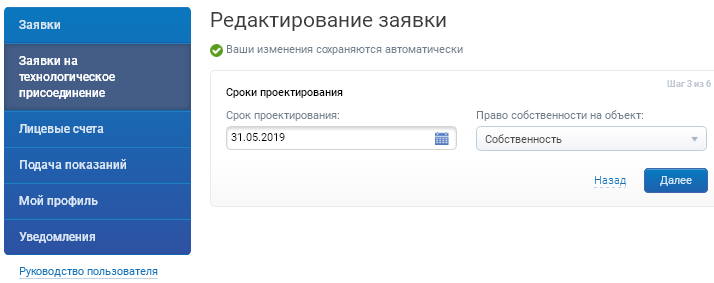 Заявки
Заявки на
технологическое
присоединение
Лицевые счета
Подача показаний
Мой профиль
Уведомления
Руководство пользователя
Редактирование заявки
Ваши изменения сохраняются автоматически
Шаг 3 из 6
Сроки проектирования
Срок проектирования:
Право собственности на объект:
31.05.2019
Собственность
Назад
Далее